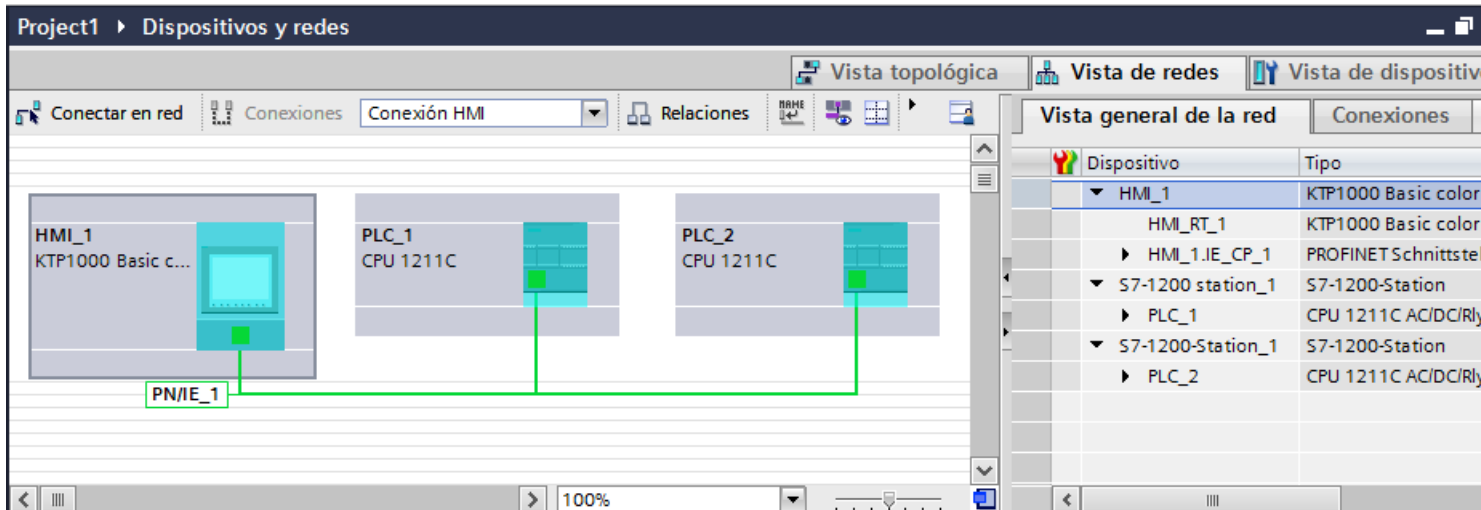 Project1 ▸ Dispositivos y redes
Vista topológica
Vista de redes
Vista de dispositiv
Conectar en red
Conexiones
Conexión HMI
Relaciones
NAME
Vista general de la red
Conexiones
Dispositivo
Tipo
HMI_1
KTP1000 Basic color
HMI_RT_1
KTP1000 Basic color
HMI_1.IE_CP_1
PROFINET Schnittstel
S7-1200 station_1
S7-1200-Station
PLC_1
CPU 1211C AC/DC/Rly
S7-1200-Station_1
S7-1200-Station
PLC_2
CPU 1211C AC/DC/Rly
HMI_1
KTP1000 Basic c...
PLC_1
CPU 1211C
PLC_2
CPU 1211C
PN/IE_1
100%